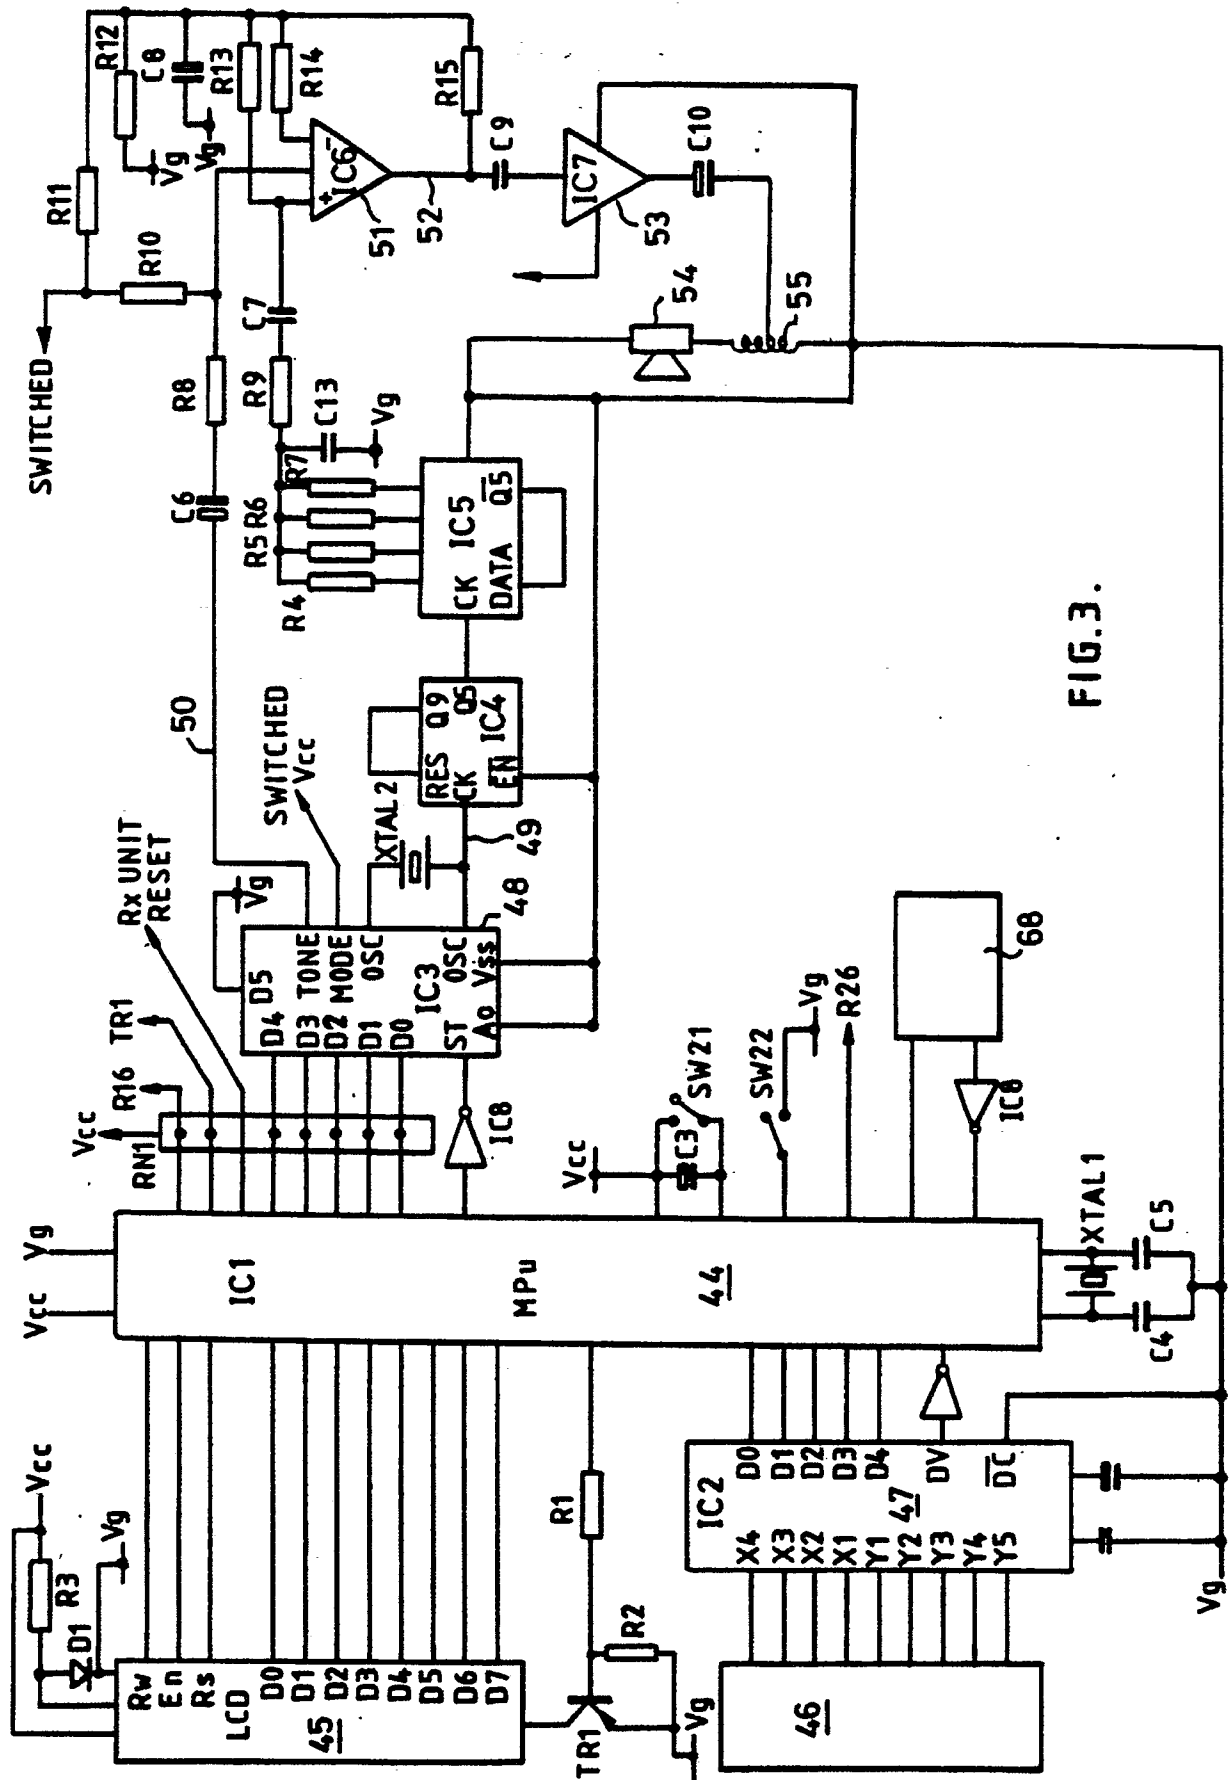 SWITCHED
R11
R12
Vg
C8
Vg
R13
R14
R10
R15
IC6
+
-
51
52
C9
IC7
53
C10
54
55
C6
R8
C7
R9
C13
Vg
R7
R6
R5
R4
IC5
CK
DATA
Q5
50
SWITCHED
Vcc
Q9
Q5
RES
CK
IC4
EN
XTAL2
49
48
Rx UNIT
RESET
TR1
R16
Vcc
RN1
Vg
D5
D4
D3
D2
D1
D0
TONE
MODE
OSC
IC3
OSC
ST
Ao
Vss
IC8
Vcc
C3
SW21
SW22
Vg
R26
68
IC8
Vg
Vcc
IC1
MPu
44
XTAL1
C5
C4
Vcc
R3
D1
Vg
Rw
En
Rs
LCD
45
D0
D1
D2
D3
D4
D5
D6
D7
R1
R2
TR1
Vg
IC2
47
D0
D1
D2
D3
D4
DV
DC
X4
X3
X2
X1
Y1
Y2
Y3
Y4
Y5
46
Vg
FIG.3.